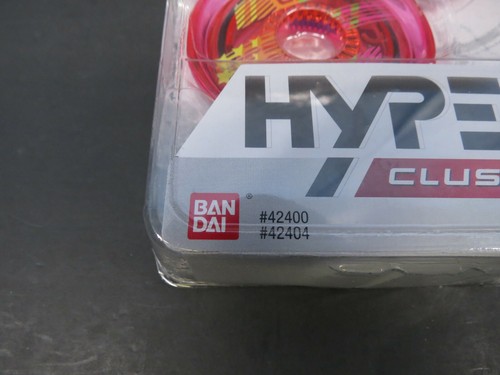 HYPE
CLUS
BAN
DAI
®
#42400
#42404